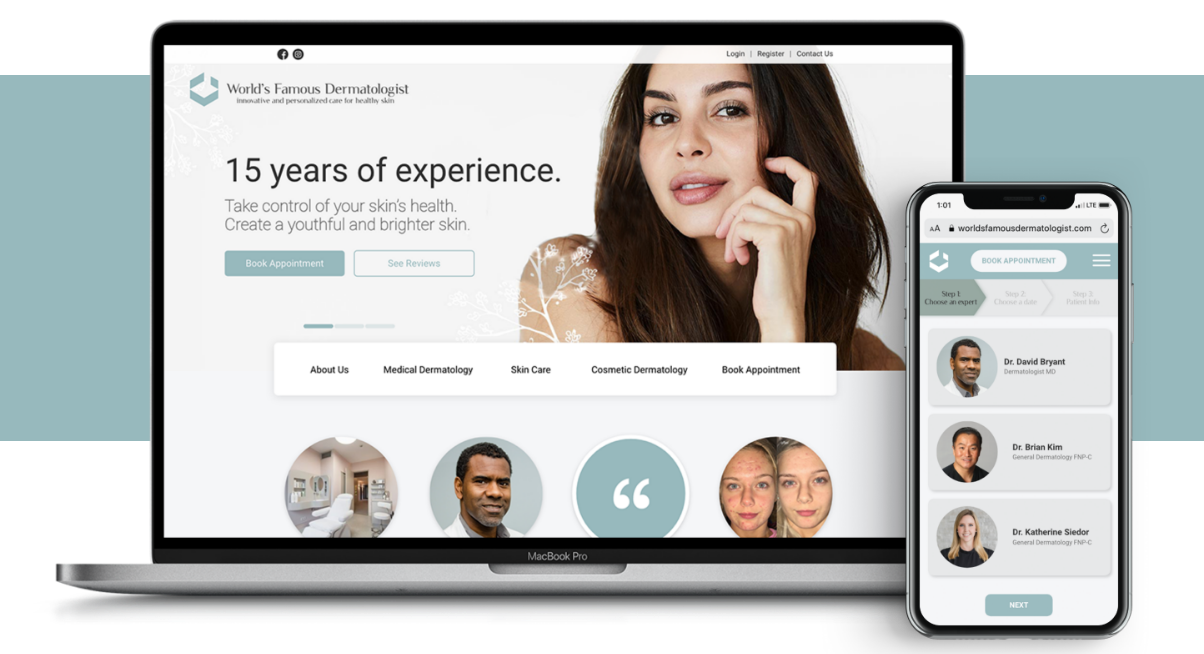 Login | Register | Contact Us
World's Famous Dermatologist
Innovative and personalized care for healthy skin
15 years of experience.
Take control of your skin's health.
Create a youthful and brighter skin.
Book Appointment
See Reviews
About Us
Medical Dermatology
Skin Care
Cosmetic Dermatology
Book Appointment
“
MacBook Pro
1:01
LTE
AA
worldsfamousdermatologist.com
BOOK APPOINTMENT
Step 1:
Choose an expert
Step 2:
Choose a date
Step 3:
Patient Info
Dr. David Bryant
Dermatologist MD
Dr. Brian Kim
General Dermatology FNP-C
Dr. Katherine Siedor
General Dermatology FNP-C
NEXT